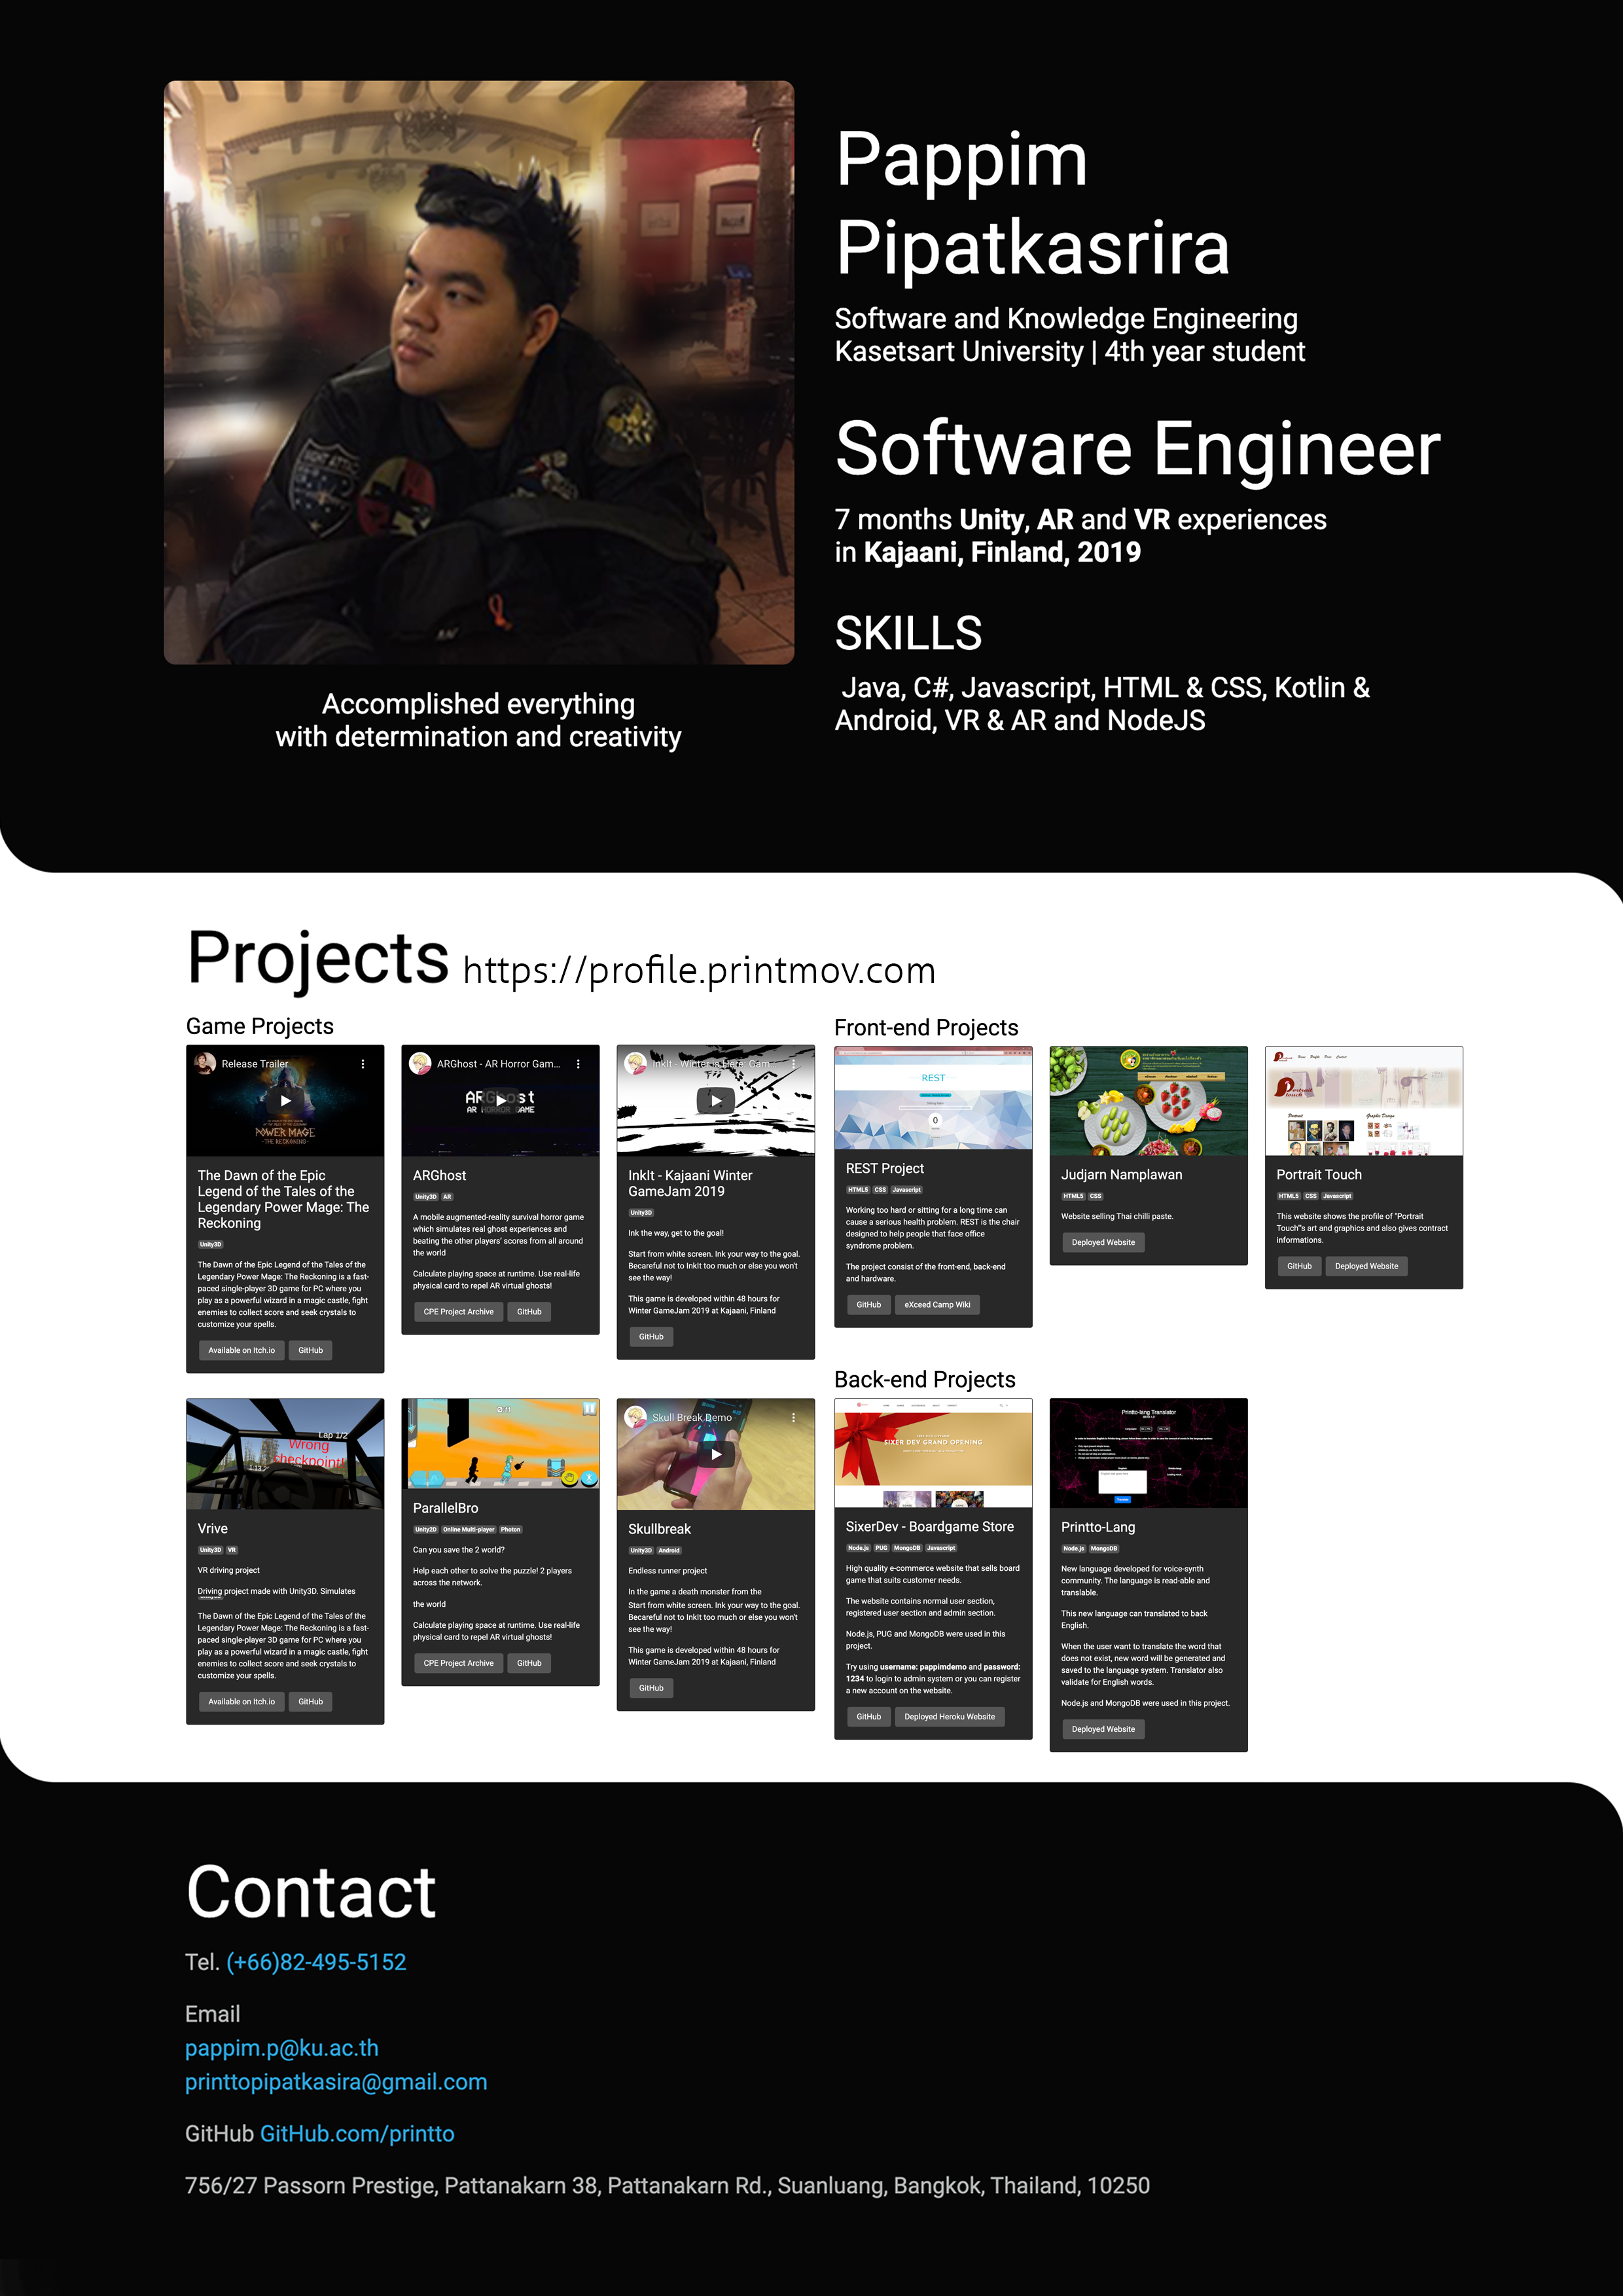 Pappim
Pipatkasrira
Software and Knowledge Engineering
Kasetsart University | 4th year student
Software Engineer
7 months Unity, AR and VR experiences
in Kajaani, Finland, 2019
SKILLS
Java, C#, Javascript, HTML & CSS, Kotlin &
Android, VR & AR and NodeJS
Accomplished everything
with determination and creativity
Projects https://profile.printmov.com
Game Projects
Release Trailer
POWER MAGE
-THE RECKONING-
The Dawn of the Epic
Legend of the Tales of the
Legendary Power Mage: The
Reckoning
Unity3D
The Dawn of the Epic Legend of the Tales of the
Legendary Power Mage: The Reckoning is a fast-
paced single-player 3D game for PC where you
play as a powerful wizard in a magic castle, fight
enemies to collect score and seek crystals to
customize your spells.
Available on Itch.io GitHub
ARGhost - AR Horror Gam...
ARGhost
AR HORROR GAME
ARGhost
Unity3D AR
A mobile augmented-reality survival horror game
which simulates real ghost experiences and
beating the other players' scores from all around
the world
Calculate playing space at runtime. Use real-life
physical card to repel AR virtual ghosts!
CPE Project Archive GitHub
InkIt - Winter is Here: Gam...
InkIt - Kajaani Winter
GameJam 2019
Unity3D
Ink the way, get to the goal!
Start from white screen. Ink your way to the goal.
Becareful not to InkIt too much or else you won't
see the way!
This game is developed within 48 hours for
Winter GameJam 2019 at Kajaani, Finland
GitHub
Lap 1/2
Wrong
checkpoint!
Vrive
Unity3D VR
VR driving project
Driving project made with Unity3D. Simulates
The Dawn of the Epic Legend of the Tales of the
Legendary Power Mage: The Reckoning is a fast-
paced single-player 3D game for PC where you
play as a powerful wizard in a magic castle, fight
enemies to collect score and seek crystals to
customize your spells.
Available on Itch.io GitHub
ParallelBro
Unity2D Online Multi-player Photon
Can you save the 2 world?
Help each other to solve the puzzle! 2 players
across the network.
the world
Calculate playing space at runtime. Use real-life
physical card to repel AR virtual ghosts!
CPE Project Archive GitHub
Skull Break Demo
Skullbreak
Unity3D Android
Endless runner project
In the game a death monster from the
Start from white screen. Ink your way to the goal.
Becareful not to InkIt too much or else you won't
see the way!
This game is developed within 48 hours for
Winter GameJam 2019 at Kajaani, Finland
GitHub
Front-end Projects
REST
0
REST Project
HTML5 CSS Javascript
Working too hard or sitting for a long time can
cause a serious health problem. REST is the chair
designed to help people that face office
syndrome problem.
The project consist of the front-end, back-end
and hardware.
GitHub eXceed Camp Wiki
Judjarn Namplawan
HTML5 CSS
Website selling Thai chilli paste.
Deployed Website
Portrait
touch
Portrait Graphic Design
Portrait Touch
HTML5 CSS Javascript
This website shows the profile of "Portrait
Touch"s art and graphics and also gives contract
informations.
GitHub Deployed Website
Back-end Projects
SIXER DEV GRAND OPENING
SixerDev - Boardgame Store
Node.js PUG MongoDB Javascript
High quality e-commerce website that sells board
game that suits customer needs.
The website contains normal user section,
registered user section and admin section.
Node.js, PUG and MongoDB were used in this
project.
Try using username: pappimdemo and password:
1234 to login to admin system or you can register
a new account on the website.
GitHub Deployed Heroku Website
Printto-lang Translator
Printto-Lang
Node.js MongoDB
New language developed for voice-synth
community. The language is read-able and
translable.
This new language can translated to back
English.
When the user want to translate the word that
does not exist, new word will be generated and
saved to the language system. Translator also
validate for English words.
Node.js and MongoDB were used in this project.
Deployed Website
Contact
Tel. (+66)82-495-5152
Email
pappim.p@ku.ac.th
printtopipatkasira@gmail.com
GitHub GitHub.com/printto
756/27 Passorn Prestige, Pattanakarn 38, Pattanakarn Rd., Suanluang, Bangkok, Thailand, 10250